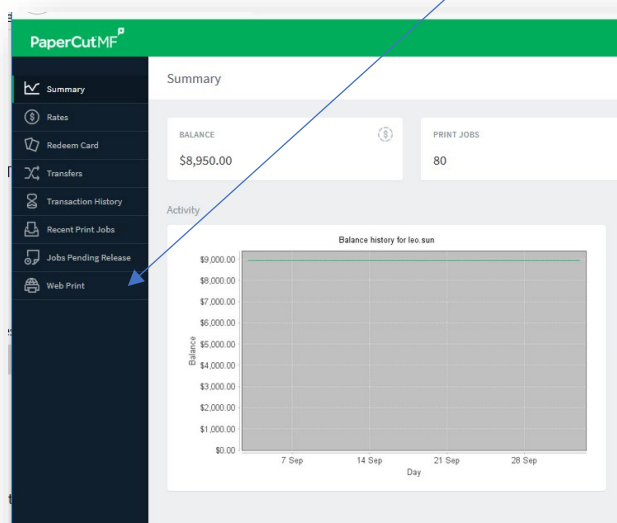 PaperCutMF
Summary
Rates
Redeem Card
Transfers
Transaction History
Recent Print Jobs
Jobs Pending Release
Web Print
Summary
BALANCE
$8,950.00
PRINT JOBS
80
Activity
Balance history for leo.sun
$9,000.00
$8,000.00
$7,000.00
$6,000.00
$5,000.00
$4,000.00
$3,000.00
$2,000.00
$1,000.00
$0.00
Balance
7 Sep 14 Sep 21 Sep 28 Sep
Day